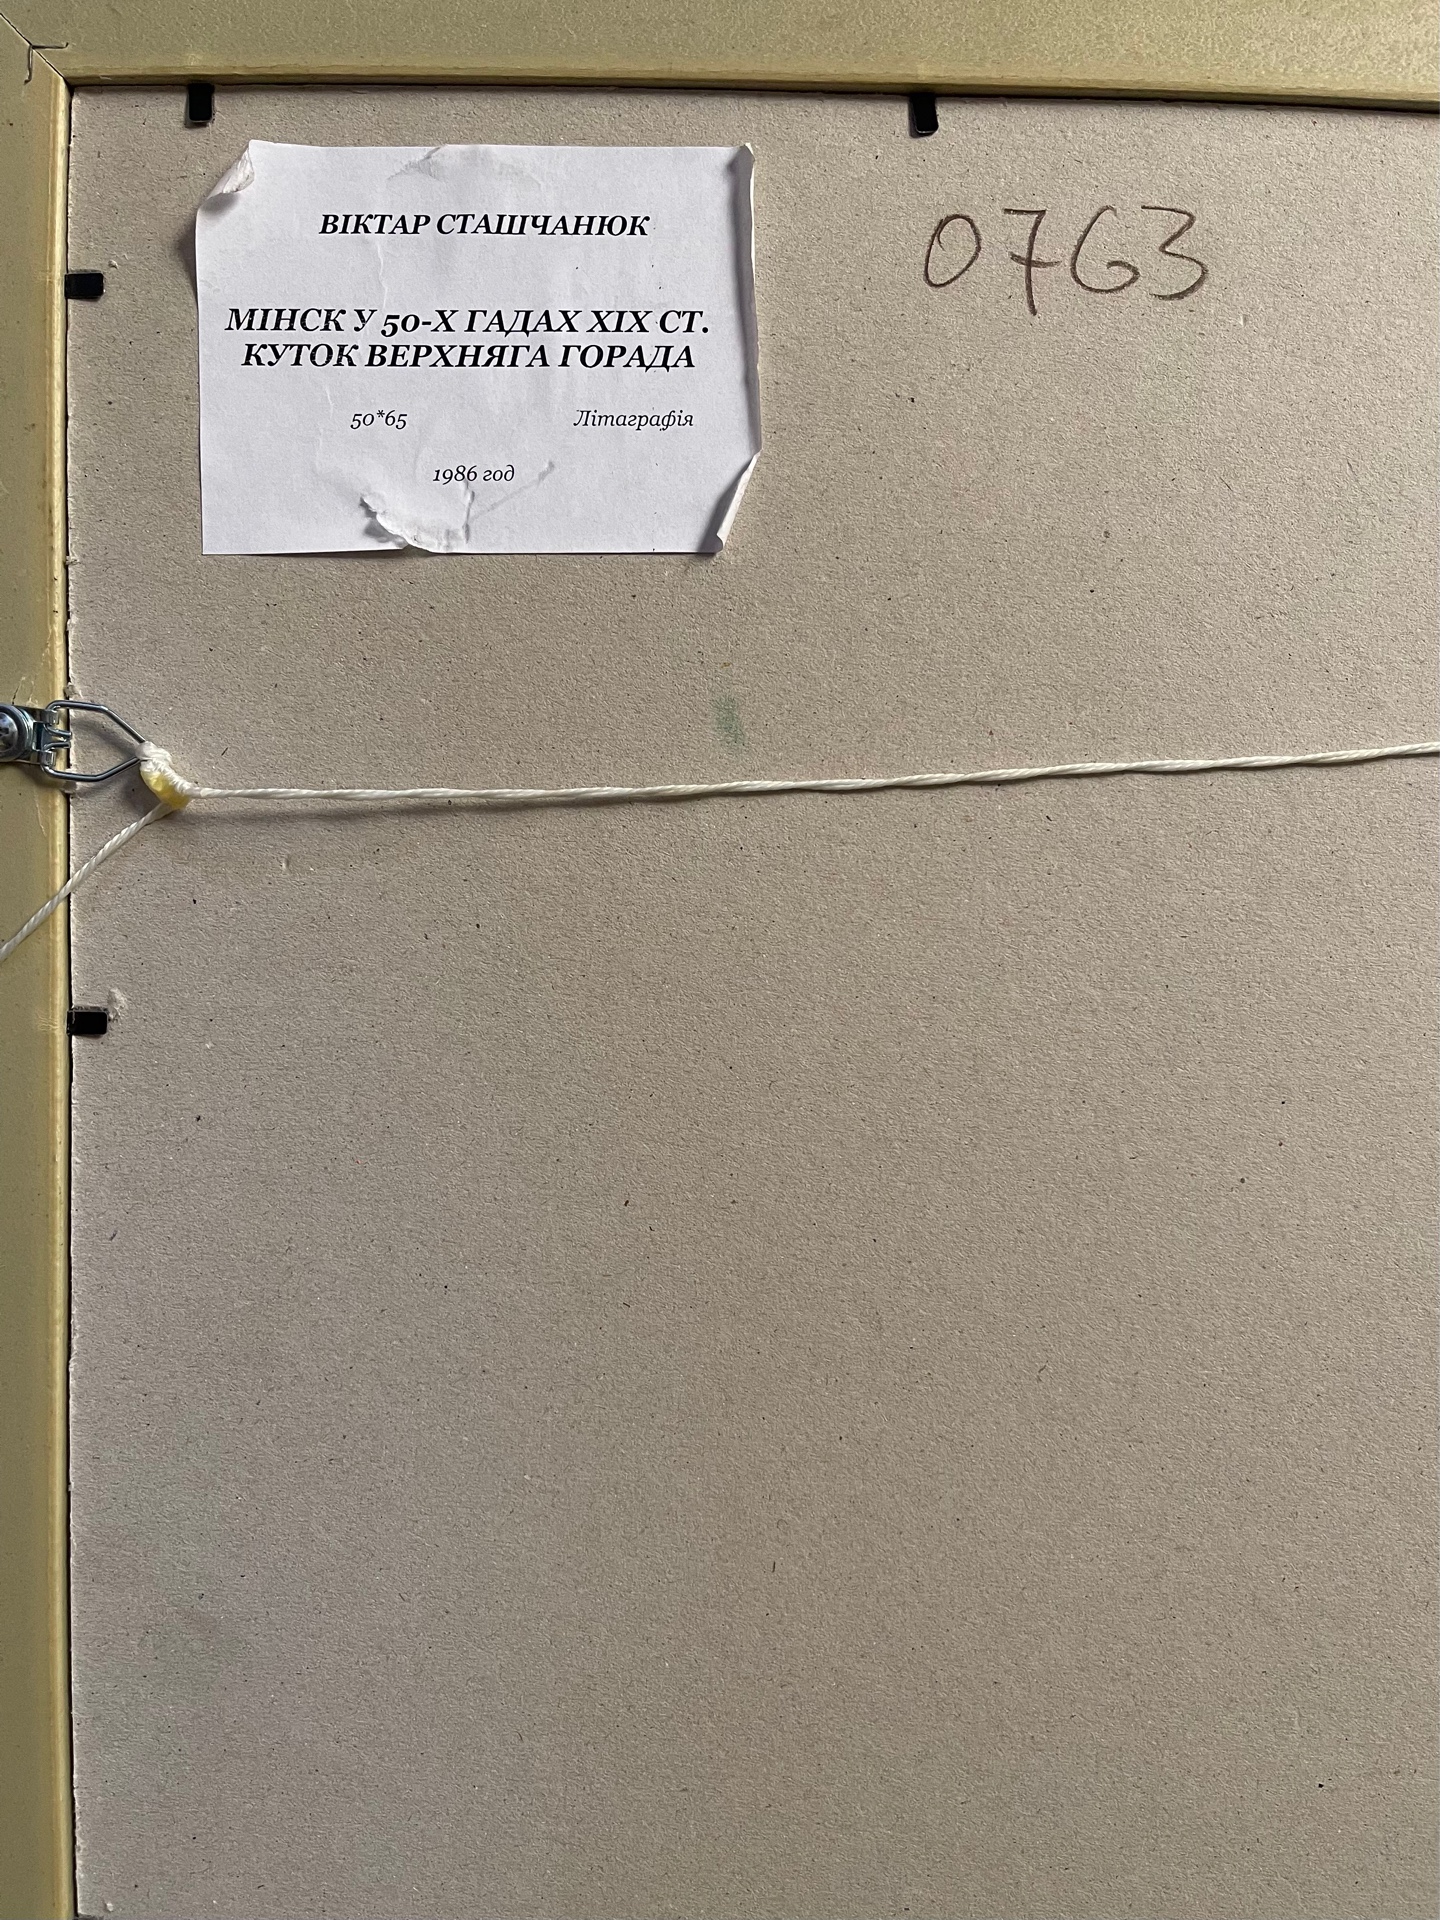 ВІКТАР СТАШЧАНЮК
0763
МІНСК У 50-Х ГАДАХ XIX СТ.
КУТОК ВЕРХНЯГА ГОРАДА
50*65 Літаграфія
1986 год